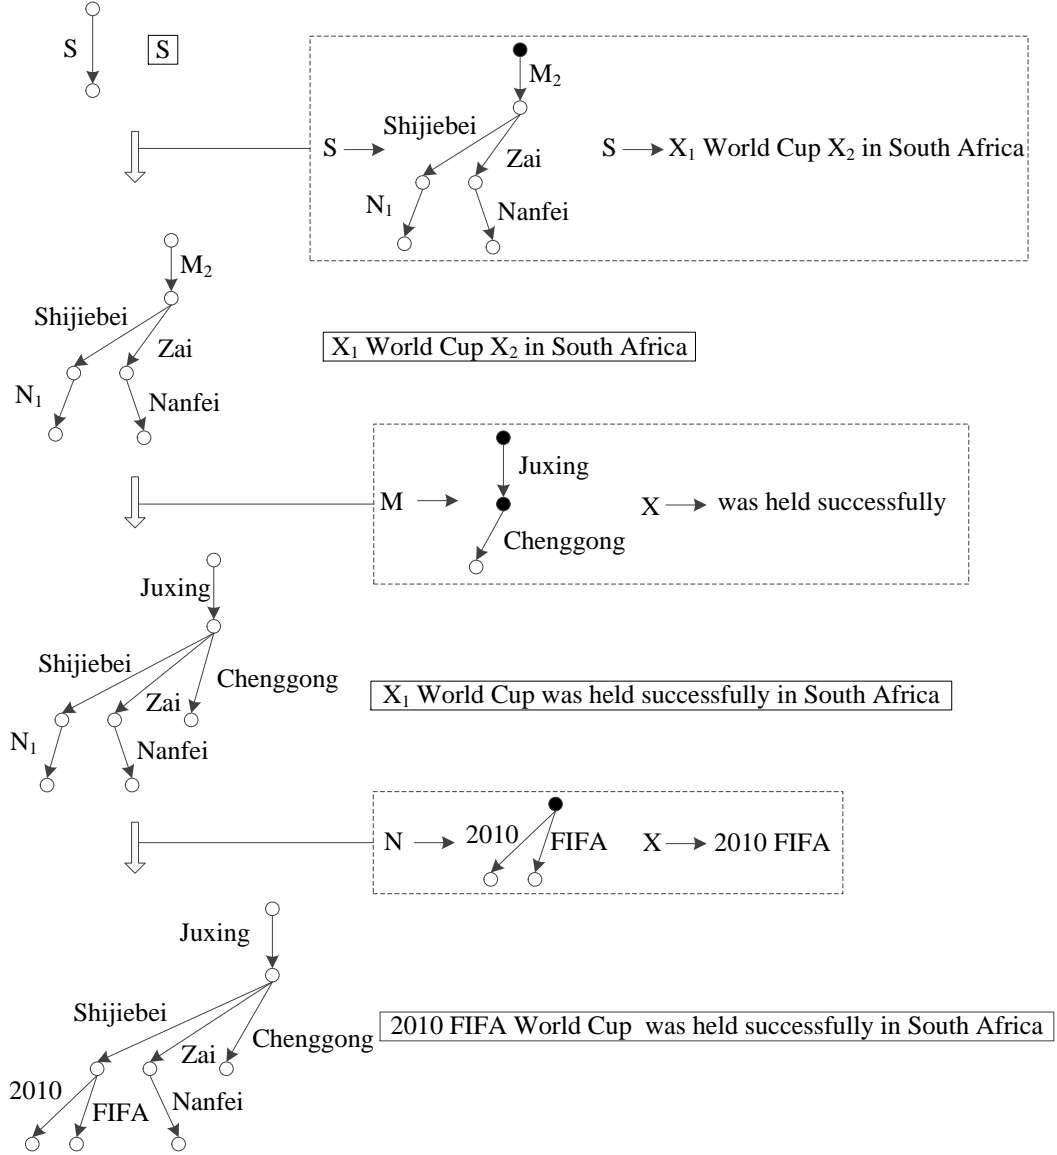 S
S
M₂
Shijiebei
S
Zai
S
X₁ World Cup X₂ in South Africa
N₁
Nanfei
M₂
Shijiebei
Zai
X₁ World Cup X₂ in South Africa
N₁
Nanfei
Juxing
M
X
was held successfully
Chenggong
Juxing
Shijiebei
Chenggong
Zai
X₁ World Cup was held successfully in South Africa
N₁
Nanfei
N
2010
FIFA
X
2010 FIFA
Juxing
Shijiebei
Zai
Chenggong
2010 FIFA World Cup was held successfully in South Africa
2010
FIFA
Nanfei